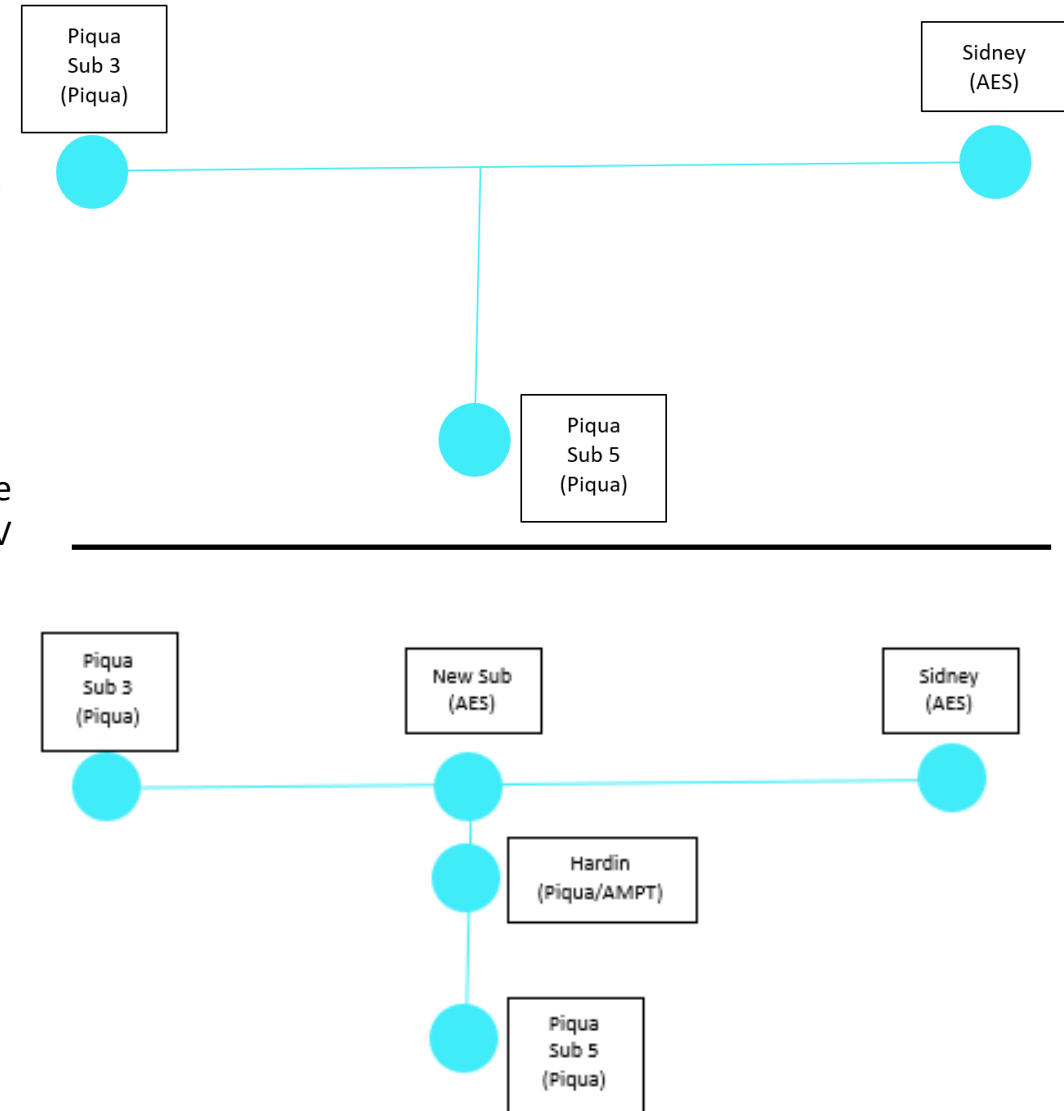 Piqua
Sub 3
(Piqua)
Sidney
(AES)
Piqua
Sub 5
(Piqua)
e
V
Piqua
Sub 3
(Piqua)
New Sub
(AES)
Sidney
(AES)
Hardin
(Piqua/AMPT)
Piqua
Sub 5
(Piqua)